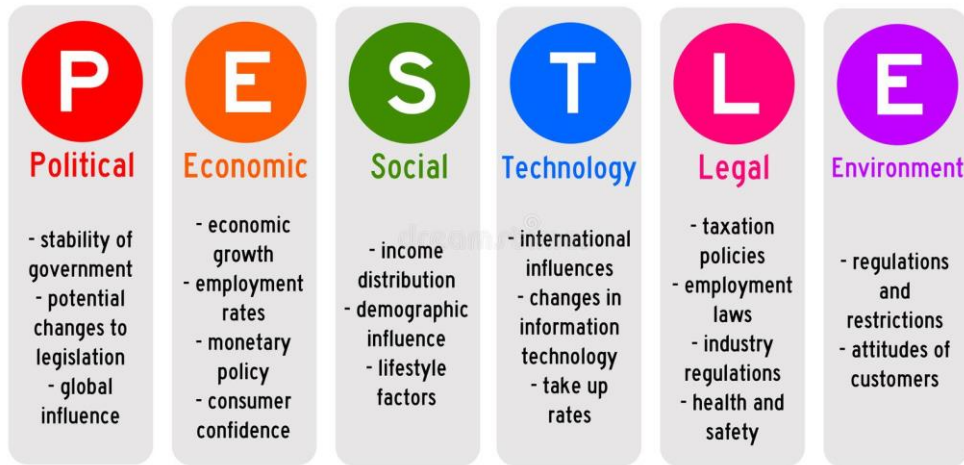 P
Political
- stability of
government
- potential
changes to
legislation
- global
influence
E
Economic
- economic
growth
- employment
rates
- monetary
policy
- consumer
confidence
S
Social
- income
distribution
- demographic
influence
- lifestyle
factors
T
Technology
- international
influences
- changes in
information
technology
- take up
rates
L
Legal
- taxation
policies
- employment
laws
- industry
regulations
- health and
safety
E
Environment
- regulations
and
restrictions
- attitudes of
customers